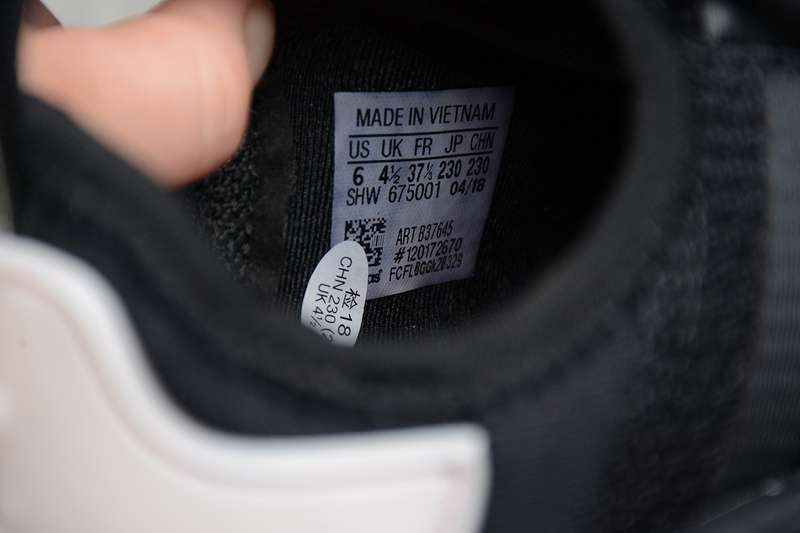 MADE IN VIETNAM
US UK FR JP CHN
6 4½ 37⅓ 230 230
SHW 675001 04/18
ART B37645
#120172670
检18
CHN 230
UK 4½